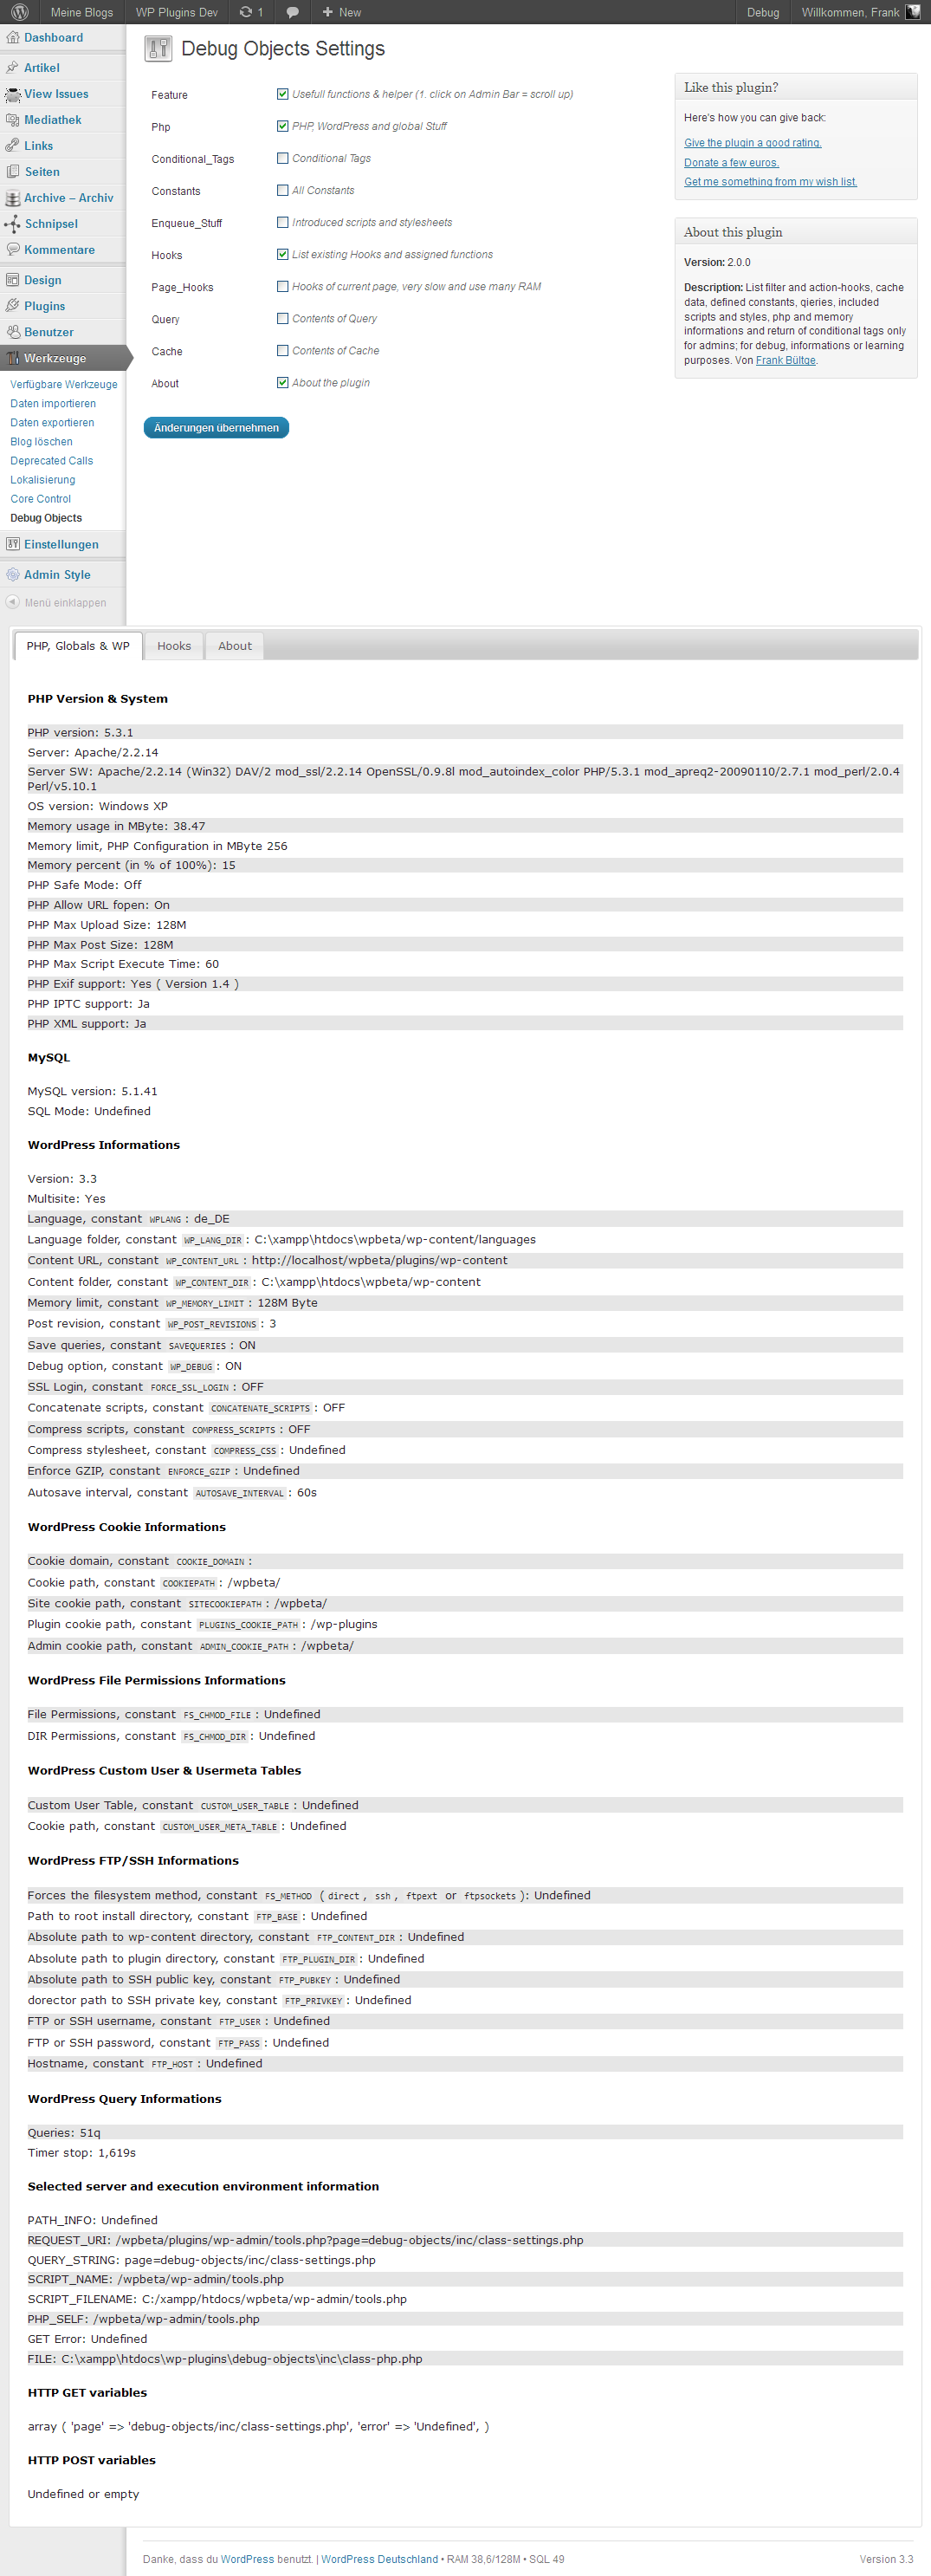 Meine Blogs WP Plugins Dev 1 New Debug Willkommen, Frank
Dashboard
Artikel
View Issues
Mediathek
Links
Seiten
Archive – Archiv
Schnipsel
Kommentare
Design
Plugins
Benutzer
Werkzeuge
Verfügbare Werkzeuge
Daten importieren
Daten exportieren
Blog löschen
Deprecated Calls
Lokalisierung
Core Control
Debug Objects
Einstellungen
Admin Style
Menü einklappen
Debug Objects Settings
Feature Usefull functions & helper (1. click on Admin Bar = scroll up)
Php PHP, WordPress and global Stuff
Conditional_Tags Conditional Tags
Constants All Constants
Enqueue_Stuff Introduced scripts and stylesheets
Hooks List existing Hooks and assigned functions
Page_Hooks Hooks of current page, very slow and use many RAM
Query Contents of Query
Cache Contents of Cache
About About the plugin
Änderungen übernehmen
Like this plugin?
Here's how you can give back:
Give the plugin a good rating.
Donate a few euros.
Get me something from my wish list.
About this plugin
Version: 2.0.0
Description: List filter and action-hooks, cache
data, defined constants, qieries, included
scripts and styles, php and memory
informations and return of conditional tags only
for admins; for debug, informations or learning
purposes. Von Frank Bültge.
PHP, Globals & WP Hooks About
PHP Version & System
PHP version: 5.3.1
Server: Apache/2.2.14
Server SW: Apache/2.2.14 (Win32) DAV/2 mod_ssl/2.2.14 OpenSSL/0.9.8l mod_autoindex_color PHP/5.3.1 mod_apreq2-20090110/2.7.1 mod_perl/2.0.4
Perl/v5.10.1
OS version: Windows XP
Memory usage in MByte: 38.47
Memory limit, PHP Configuration in MByte 256
Memory percent (in % of 100%): 15
PHP Safe Mode: Off
PHP Allow URL fopen: On
PHP Max Upload Size: 128M
PHP Max Post Size: 128M
PHP Max Script Execute Time: 60
PHP Exif support: Yes ( Version 1.4 )
PHP IPTC support: Ja
PHP XML support: Ja
MySQL
MySQL version: 5.1.41
SQL Mode: Undefined
WordPress Informations
Version: 3.3
Multisite: Yes
Language, constant WPLANG : de_DE
Language folder, constant WP_LANG_DIR : C:\xampp\htdocs\wpbeta/wp-content/languages
Content URL, constant WP_CONTENT_URL : http://localhost/wpbeta/plugins/wp-content
Content folder, constant WP_CONTENT_DIR : C:\xampp\htdocs\wpbeta/wp-content
Memory limit, constant WP_MEMORY_LIMIT : 128M Byte
Post revision, constant WP_POST_REVISIONS : 3
Save queries, constant SAVEQUERIES : ON
Debug option, constant WP_DEBUG : ON
SSL Login, constant FORCE_SSL_LOGIN : OFF
Concatenate scripts, constant CONCATENATE_SCRIPTS : OFF
Compress scripts, constant COMPRESS_SCRIPTS : OFF
Compress stylesheet, constant COMPRESS_CSS : Undefined
Enforce GZIP, constant ENFORCE_GZIP : Undefined
Autosave interval, constant AUTOSAVE_INTERVAL : 60s
WordPress Cookie Informations
Cookie domain, constant COOKIE_DOMAIN :
Cookie path, constant COOKIEPATH : /wpbeta/
Site cookie path, constant SITECOOKIEPATH : /wpbeta/
Plugin cookie path, constant PLUGINS_COOKIE_PATH : /wp-plugins
Admin cookie path, constant ADMIN_COOKIE_PATH : /wpbeta/
WordPress File Permissions Informations
File Permissions, constant FS_CHMOD_FILE : Undefined
DIR Permissions, constant FS_CHMOD_DIR : Undefined
WordPress Custom User & Usermeta Tables
Custom User Table, constant CUSTOM_USER_TABLE : Undefined
Cookie path, constant CUSTOM_USER_META_TABLE : Undefined
WordPress FTP/SSH Informations
Forces the filesystem method, constant FS_METHOD ( direct , ssh , ftpext or ftpsockets ): Undefined
Path to root install directory, constant FTP_BASE : Undefined
Absolute path to wp-content directory, constant FTP_CONTENT_DIR : Undefined
Absolute path to plugin directory, constant FTP_PLUGIN_DIR : Undefined
Absolute path to SSH public key, constant FTP_PUBKEY : Undefined
dorector path to SSH private key, constant FTP_PRIVKEY : Undefined
FTP or SSH username, constant FTP_USER : Undefined
FTP or SSH password, constant FTP_PASS : Undefined
Hostname, constant FTP_HOST : Undefined
WordPress Query Informations
Queries: 51q
Timer stop: 1,619s
Selected server and execution environment information
PATH_INFO: Undefined
REQUEST_URI: /wpbeta/plugins/wp-admin/tools.php?page=debug-objects/inc/class-settings.php
QUERY_STRING: page=debug-objects/inc/class-settings.php
SCRIPT_NAME: /wpbeta/wp-admin/tools.php
SCRIPT_FILENAME: C:/xampp/htdocs/wpbeta/wp-admin/tools.php
PHP_SELF: /wpbeta/wp-admin/tools.php
GET Error: Undefined
FILE: C:\xampp\htdocs\wp-plugins\debug-objects\inc\class-php.php
HTTP GET variables
array ( 'page' => 'debug-objects/inc/class-settings.php', 'error' => 'Undefined', )
HTTP POST variables
Undefined or empty
Danke, dass du WordPress benutzt. | WordPress Deutschland • RAM 38,6/128M • SQL 49 Version 3.3